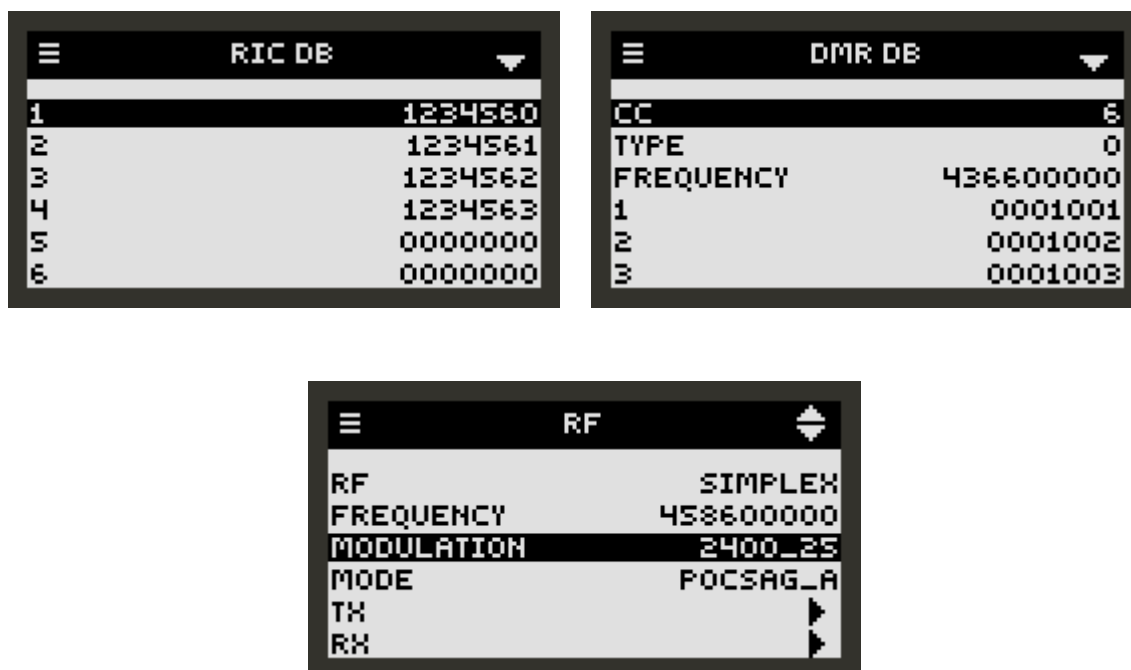 RIC DB
1 1234560
2 1234561
3 1234562
4 1234563
5 0000000
6 0000000
DMR DB
CC 6
TYPE 0
FREQUENCY 436600000
1 0001001
2 0001002
3 0001003
RF
RF SIMPLEX
FREQUENCY 458600000
MODULATION 2400_25
MODE POCSAG_A
TX
RX